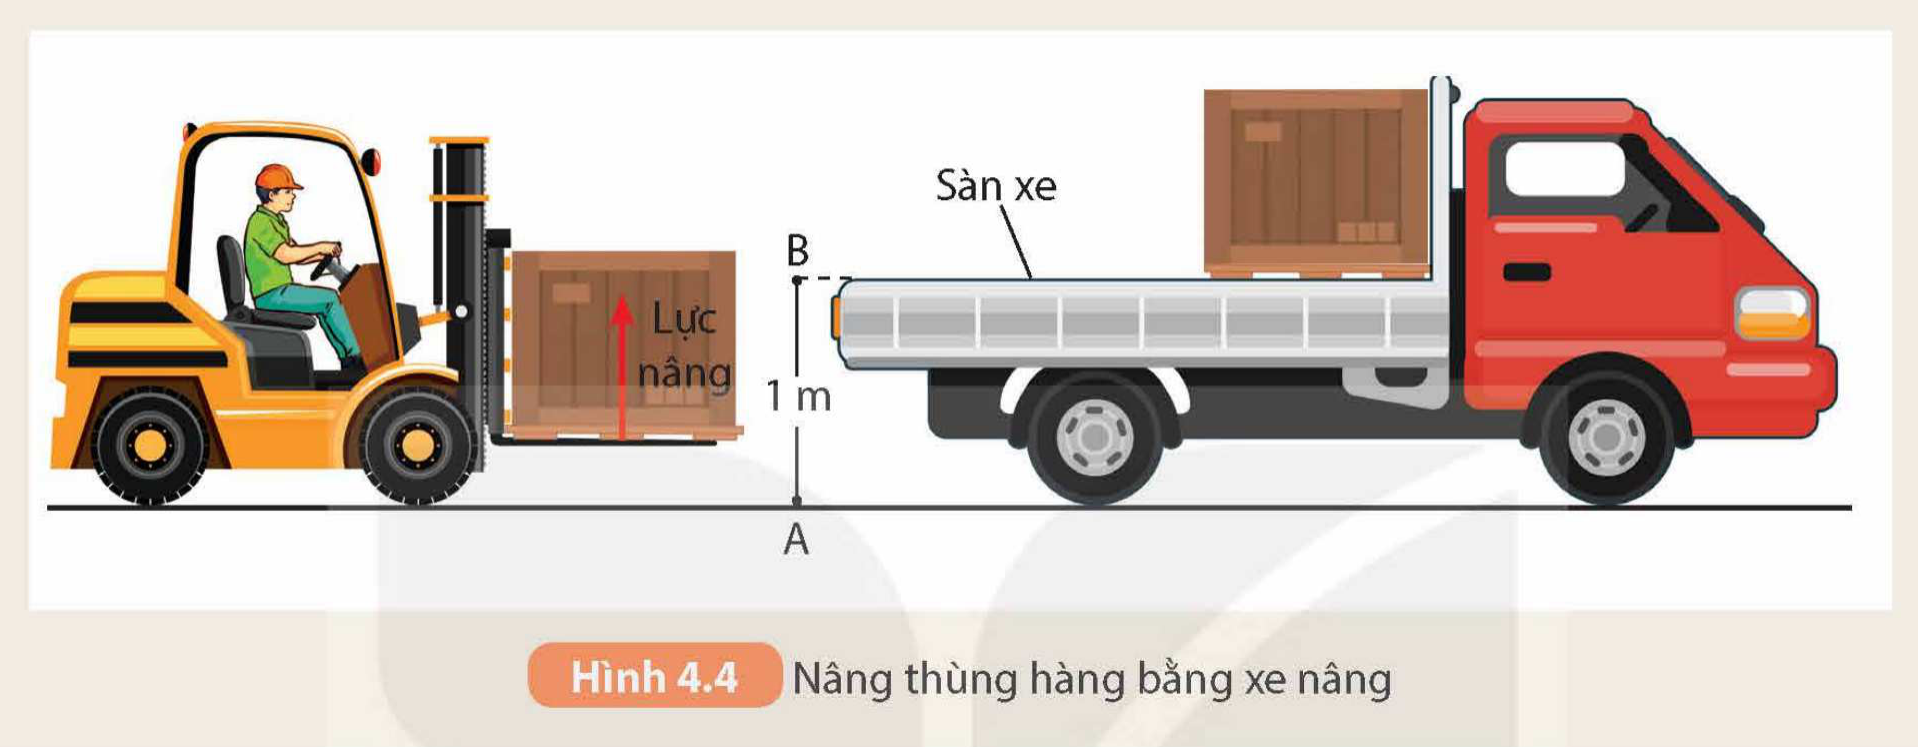 Sàn xe
B
Lực
nâng
1 m
A
Hình 4.4 Nâng thùng hàng bằng xe nâng